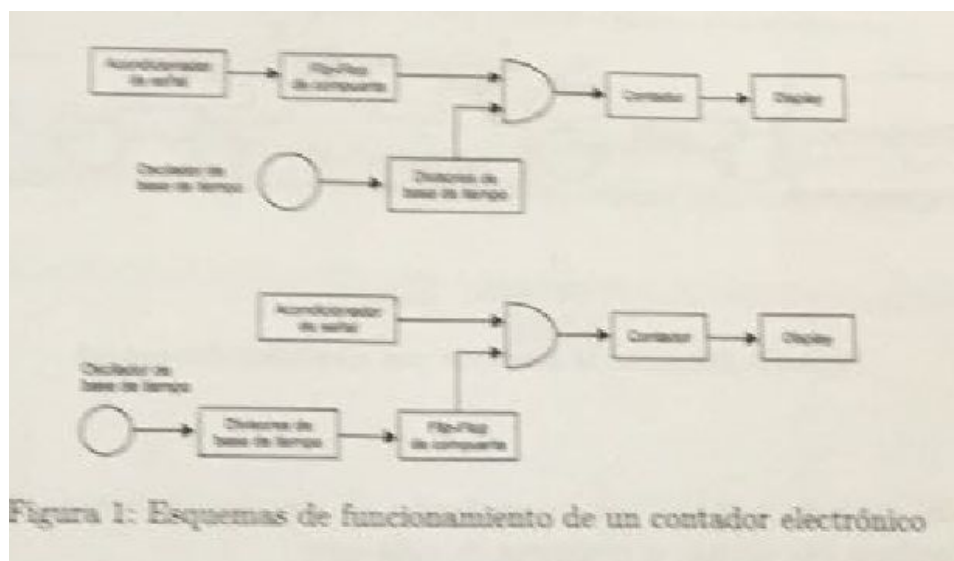 Acondicionador
de señal
Flip-Flop
de compuerta
Contador
Display
Oscilador de
base de tiempo
Divisores de
base de tiempo
Acondicionador
de señal
Contador
Display
Oscilador de
base de tiempo
Divisores de
base de tiempo
Flip-Flop
de compuerta
Figura 1: Esquemas de funcionamiento de un contador electrónico